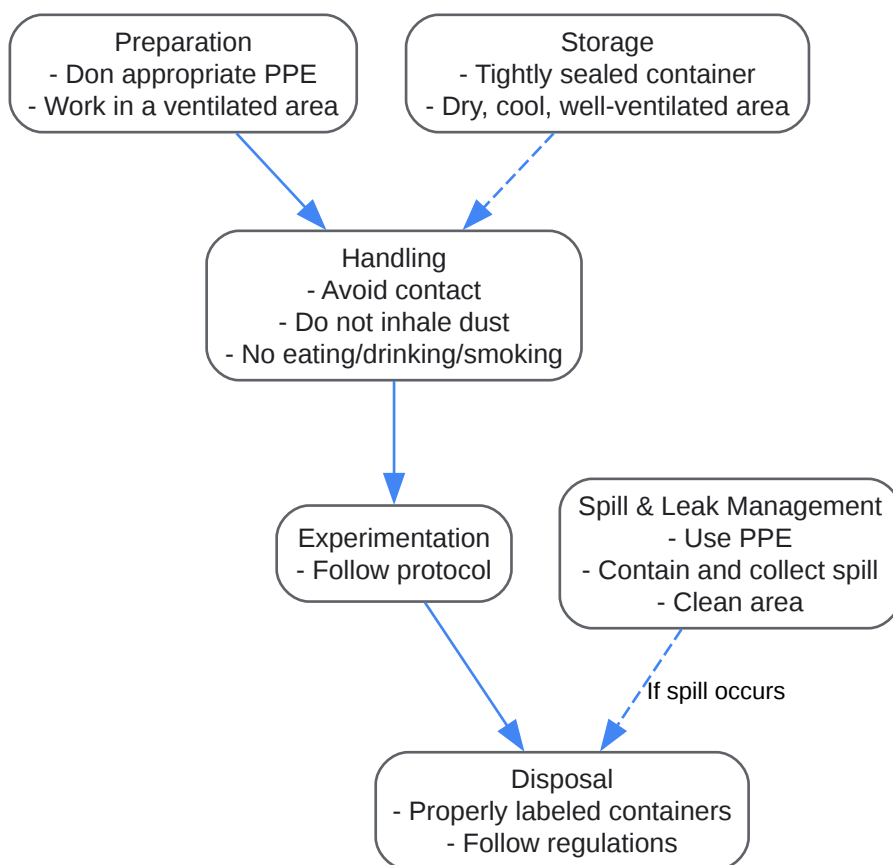 Preparation
- Don appropriate PPE
- Work in a ventilated area
Storage
- Tightly sealed container
- Dry, cool, well-ventilated area
Handling
- Avoid contact
- Do not inhale dust
- No eating/drinking/smoking
Experimentation
- Follow protocol
Spill & Leak Management
- Use PPE
- Contain and collect spill
- Clean area
If spill occurs
Disposal
- Properly labeled containers
- Follow regulations